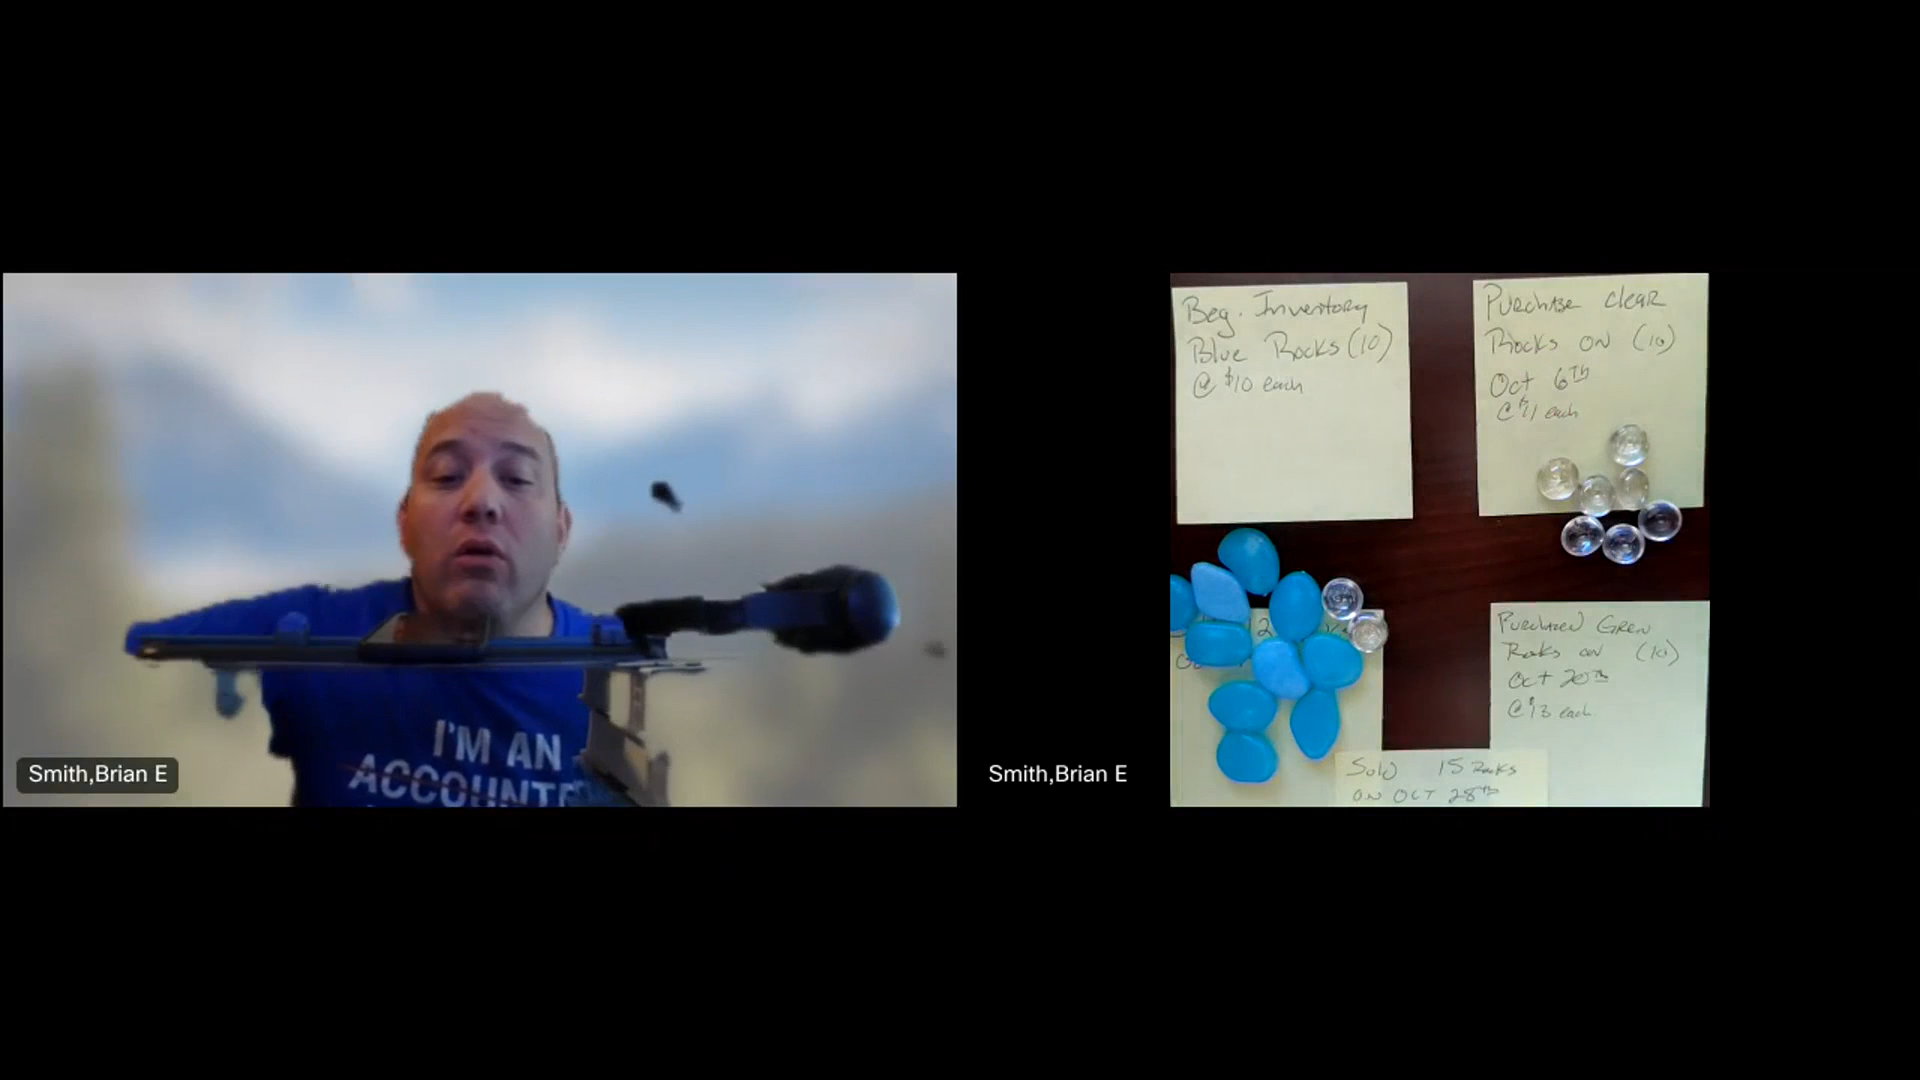 I'M AN
ACCOUNT
Smith,Brian E
Smith,Brian E
Beg. Inventory
Blue Rocks (10)
@ $10 each
Purchase clear
Rocks on (10)
Oct 6th
@ $11 each
Purchased Green
Rocks on (10)
Oct 20th
@ $13 each
Sold 15 Rocks
ON OCT 28th